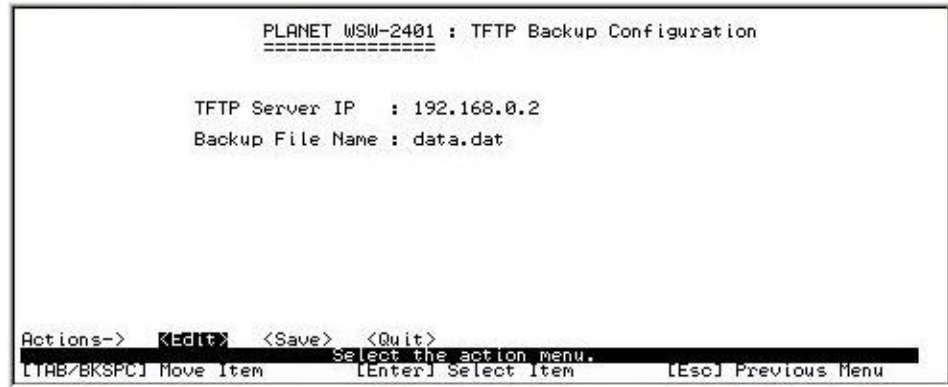 PLANET WSW-2401 : TFTP Backup Configuration
================
TFTP Server IP : 192.168.0.2
Backup File Name : data.dat
Actions-> <Edit> <Save> <Quit>
Select the action menu.
[TAB/BKSPC] Move Item [Enter] Select Item [Esc] Previous Menu